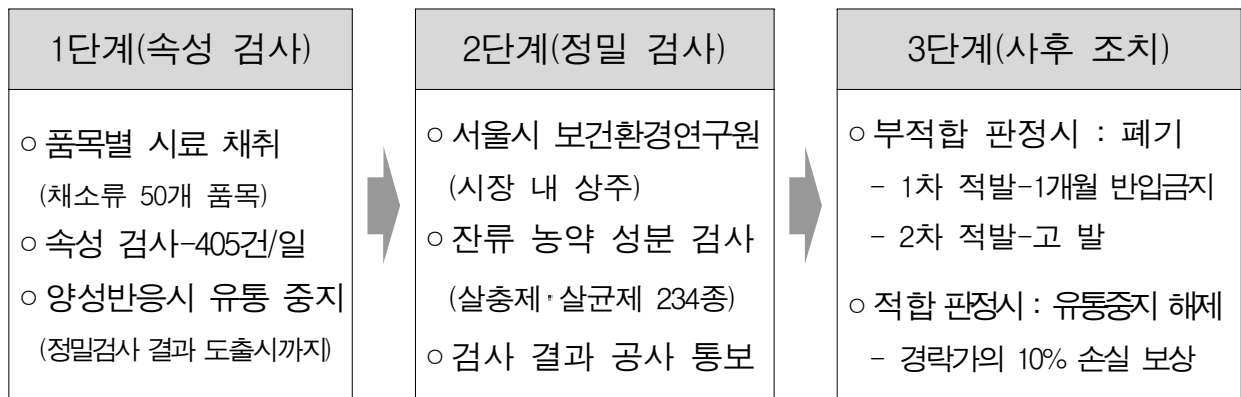 1단계(속성 검사)
○ 품목별 시료 채취
(채소류 50개 품목)
○ 속성 검사-405건/일
○ 양성반응시 유통 중지
(정밀검사 결과 도출시까지)
2단계(정밀 검사)
○ 서울시 보건환경연구원
(시장 내 상주)
○ 잔류 농약 성분 검사
(살충제·살균제 234종)
○ 검사 결과 공사 통보
3단계(사후 조치)
○ 부적합 판정시 : 폐기
- 1차 적발-1개월 반입금지
- 2차 적발-고 발
○ 적합 판정시 : 유통중지 해제
- 경락가의 10% 손실 보상